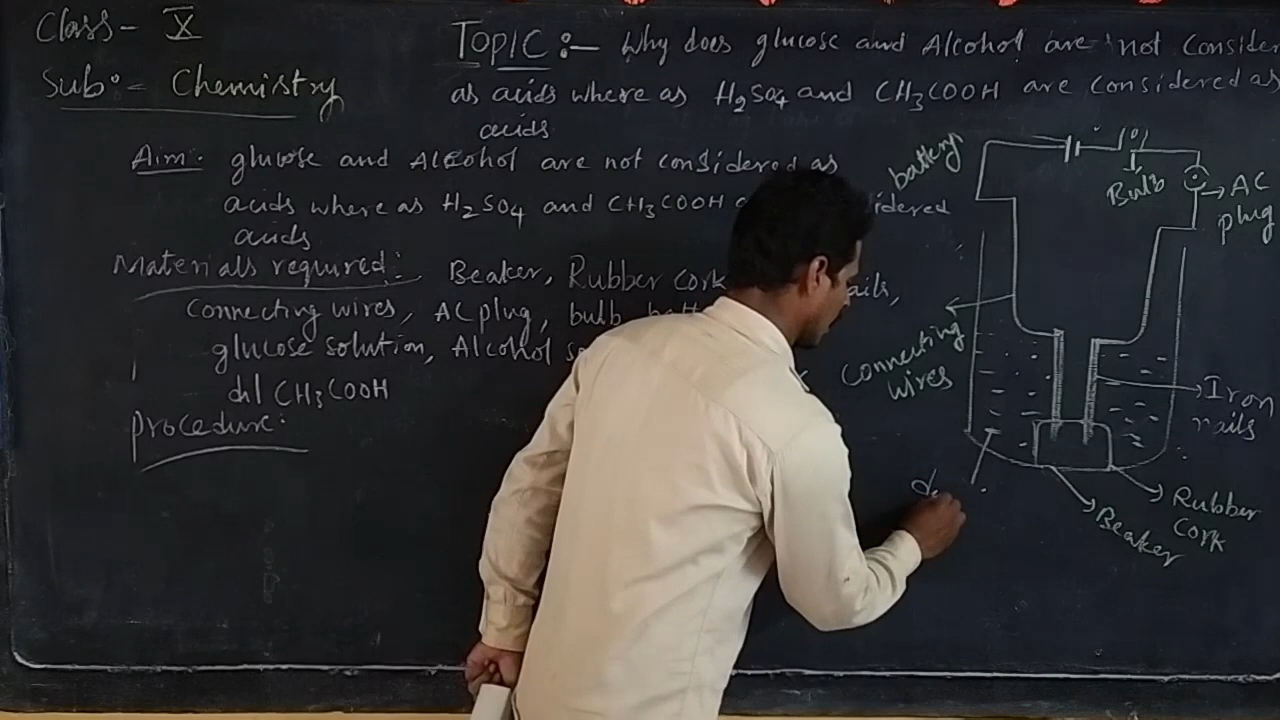 Class- X
Sub:- Chemistry
TOPIC:- Why does glucose and Alcohol are not Consider
as acids where as H2SO4 and CH3COOH are considered as
acids
Aim: glucose and Alcohol are not considered as
acids where as H2SO4 and CH3COOH idered
acids
Materials required:- Beaker, Rubber Cork ails,
Connecting wires, AC plug, bulb, batt
glucose solution, Alcohol s
dil CH3COOH
procedure:
battery
Bulb
AC
plug
Connecting
wires
Iron
nails
Rubber
Cork
Beaker
d